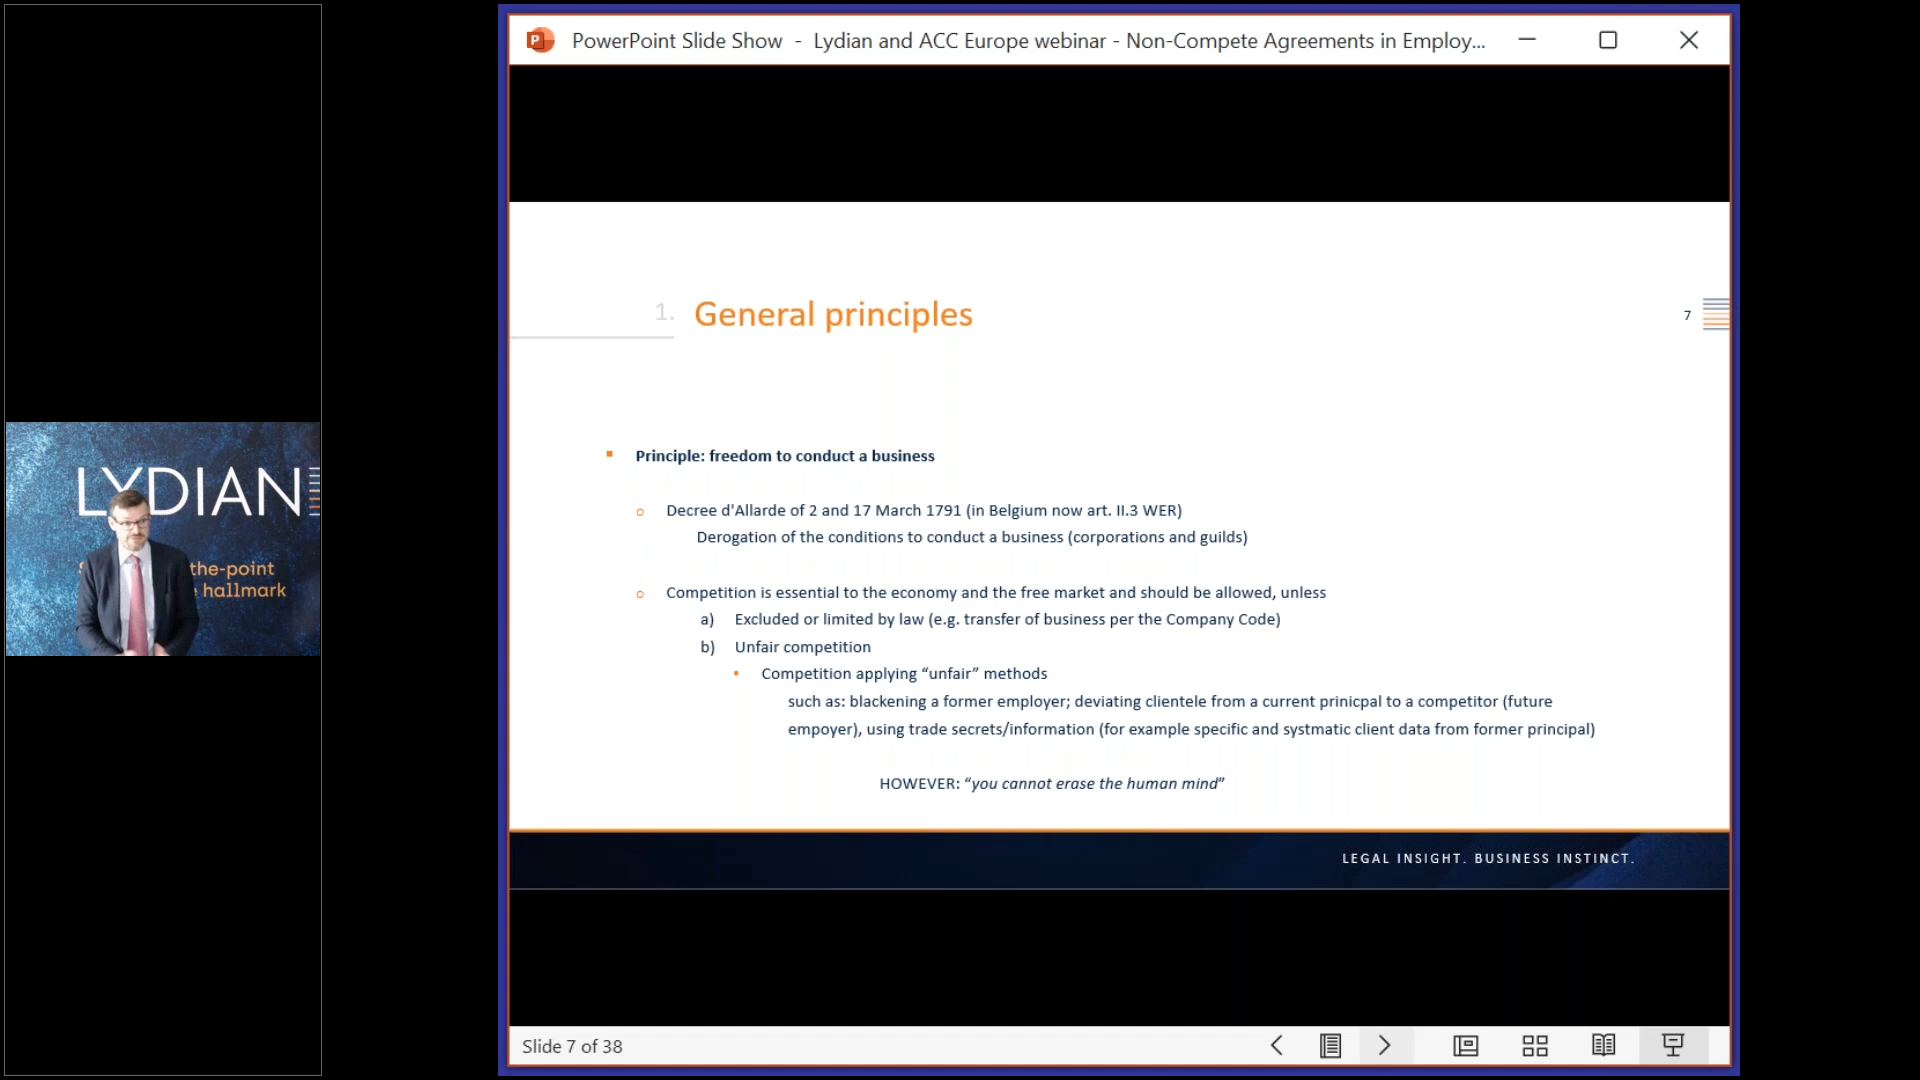 PowerPoint Slide Show - Lydian and ACC Europe webinar - Non-Compete Agreements in Employ...
LYDIAN
the-point
hallmark
1. General principles
7
Principle: freedom to conduct a business
Decree d'Allarde of 2 and 17 March 1791 (in Belgium now art. II.3 WER)
Derogation of the conditions to conduct a business (corporations and guilds)
Competition is essential to the economy and the free market and should be allowed, unless
a) Excluded or limited by law (e.g. transfer of business per the Company Code)
b) Unfair competition
Competition applying “unfair” methods
such as: blackening a former employer; deviating clientele from a current prinicpal to a competitor (future
empoyer), using trade secrets/information (for example specific and systmatic client data from former principal)
HOWEVER: “you cannot erase the human mind”
LEGAL INSIGHT. BUSINESS INSTINCT.
Slide 7 of 38